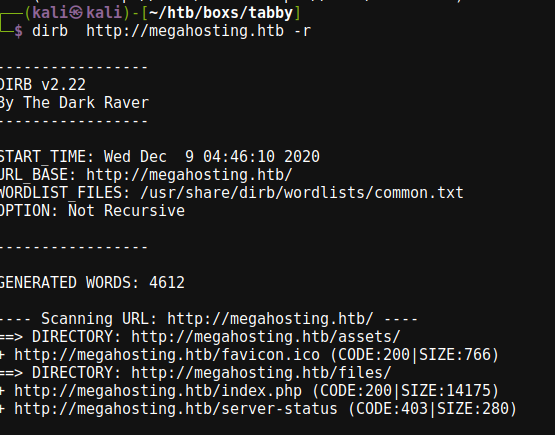 ┌──(kali㉿kali)-[~/htb/boxs/tabby]
└─$ dirb  http://megahosting.htb -r
-----------------
DIRB v2.22
By The Dark Raver
-----------------
START_TIME: Wed Dec  9 04:46:10 2020
URL_BASE: http://megahosting.htb/
WORDLIST_FILES: /usr/share/dirb/wordlists/common.txt
OPTION: Not Recursive
-----------------
GENERATED WORDS: 4612
---- Scanning URL: http://megahosting.htb/ ----
==> DIRECTORY: http://megahosting.htb/assets/
+ http://megahosting.htb/favicon.ico (CODE:200|SIZE:766)
==> DIRECTORY: http://megahosting.htb/files/
+ http://megahosting.htb/index.php (CODE:200|SIZE:14175)
+ http://megahosting.htb/server-status (CODE:403|SIZE:280)